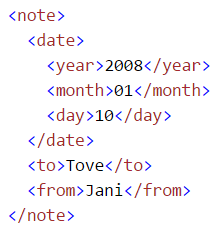 <note>
  <date>
    <year>2008</year>
    <month>01</month>
    <day>10</day>
  </date>
  <to>Tove</to>
  <from>Jani</from>
</note>